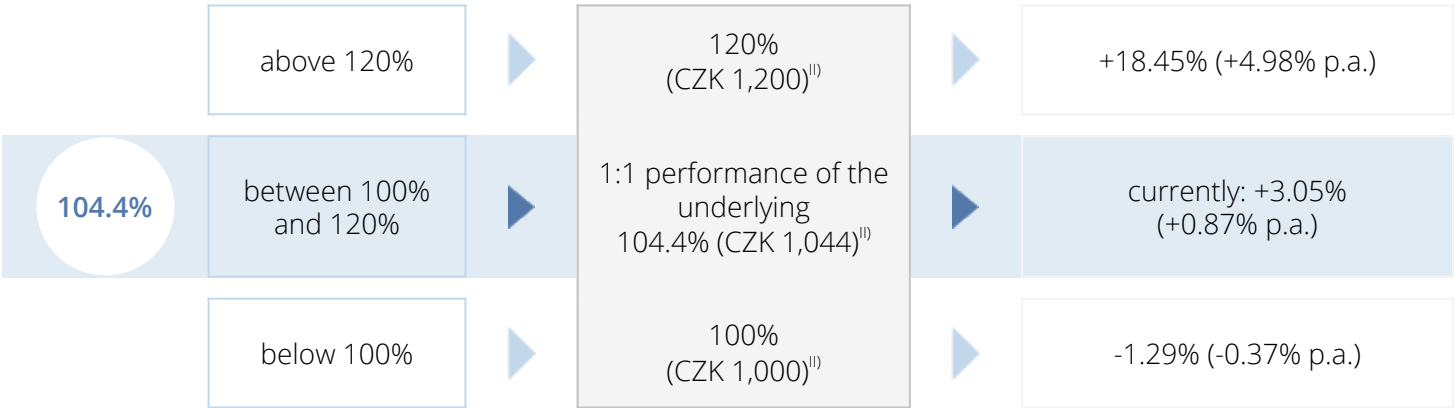 above 120%
120%
(CZK 1,200)II)
+18.45% (+4.98% p.a.)
104.4%
between 100%
and 120%
1:1 performance of the
underlying
104.4% (CZK 1,044)II)
currently: +3.05%
(+0.87% p.a.)
below 100%
100%
(CZK 1,000)II)
-1.29% (-0.37% p.a.)